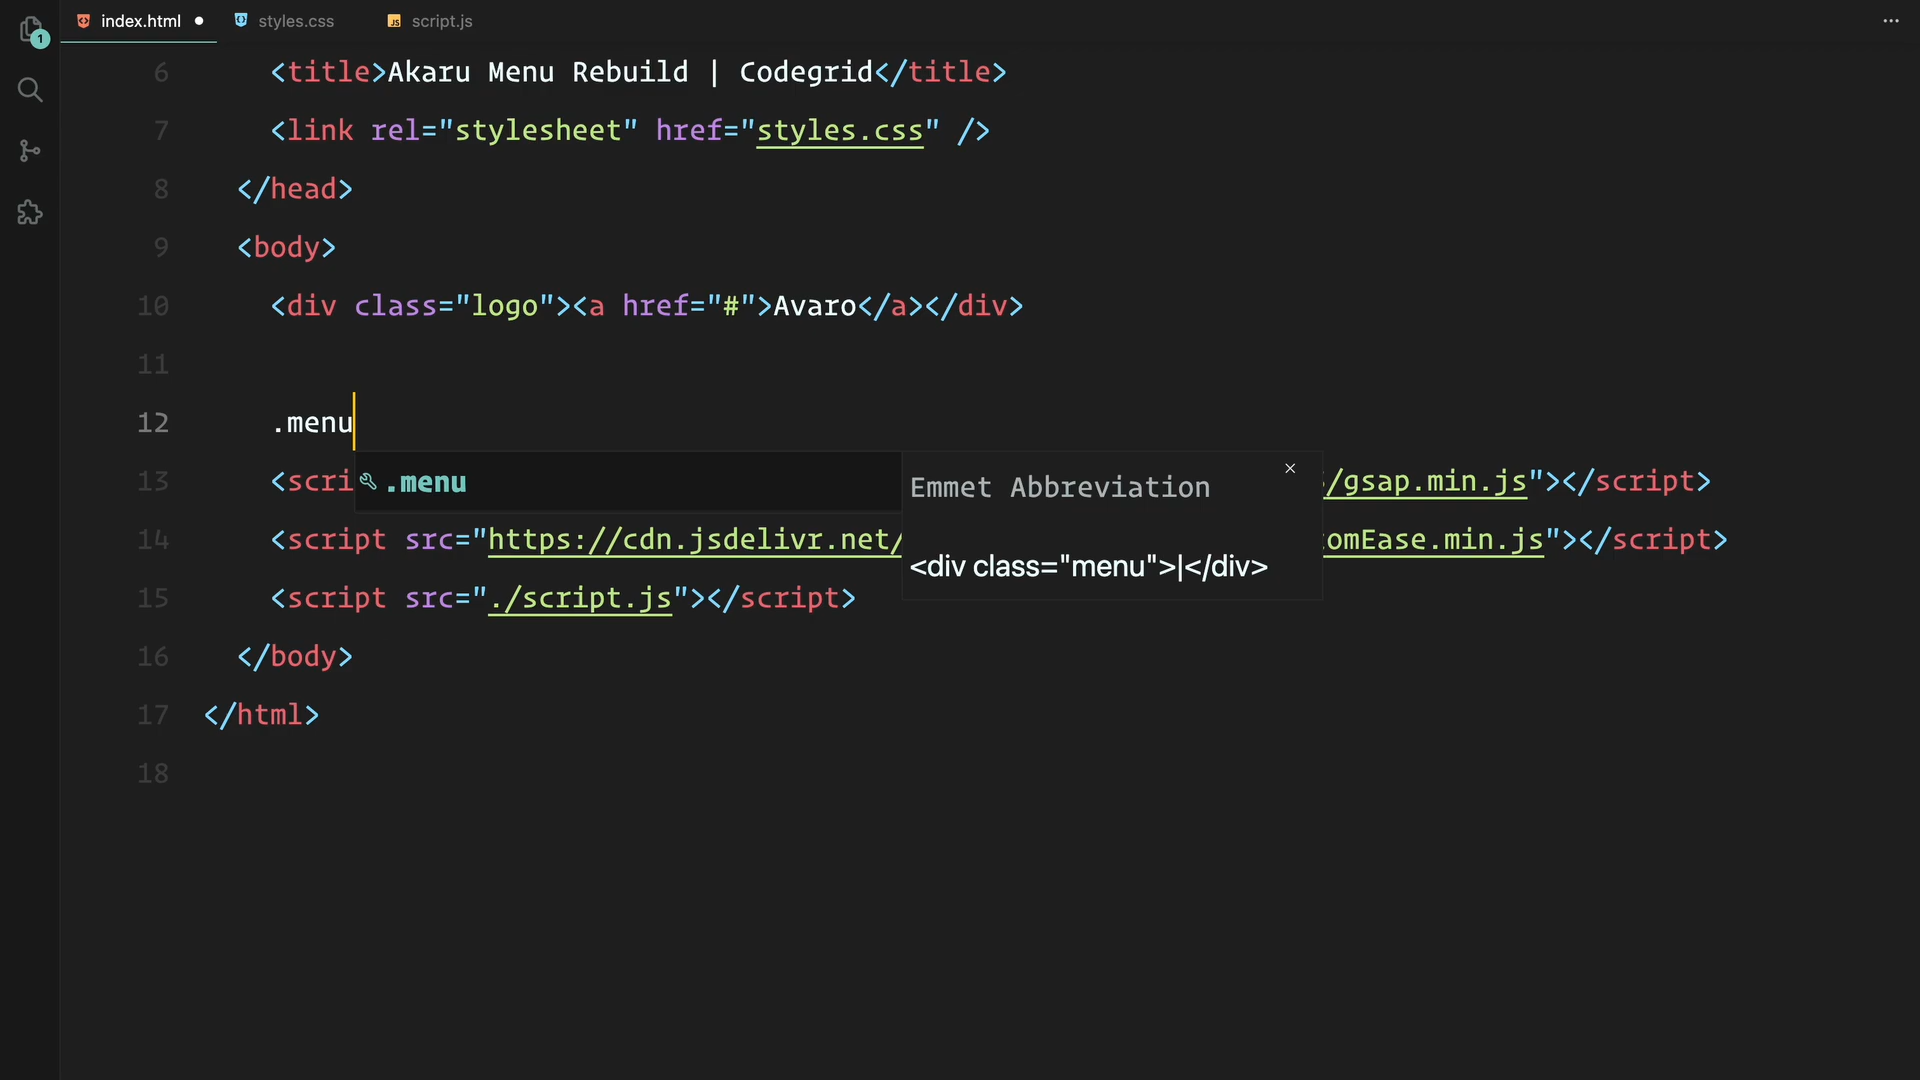 1
index.html
styles.css
JS script.js
6 <title>Akaru Menu Rebuild | Codegrid</title>
7 <link rel="stylesheet" href="styles.css" />
8 </head>
9 <body>
10 <div class="logo"><a href="#">Avaro</a></div>
11
12 .menu
.menu
Emmet Abbreviation
<div class="menu">|</div>
13 <scri /gsap.min.js"></script>
14 <script src="https://cdn.jsdelivr.net/ omEase.min.js"></script>
15 <script src="./script.js"></script>
16 </body>
17 </html>
18